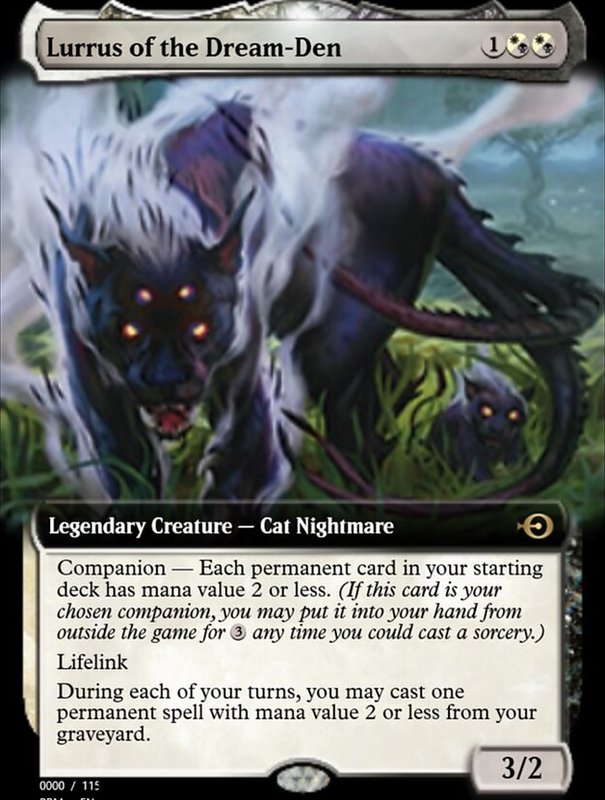 Lurrus of the Dream-Den 1
Legendary Creature — Cat Nightmare
Companion — Each permanent card in your starting
deck has mana value 2 or less. (If this card is your
chosen companion, you may put it into your hand from
outside the game for 3 any time you could cast a sorcery.)
Lifelink
During each of your turns, you may cast one
permanent spell with mana value 2 or less from your
graveyard.
3/2
0000 / 115